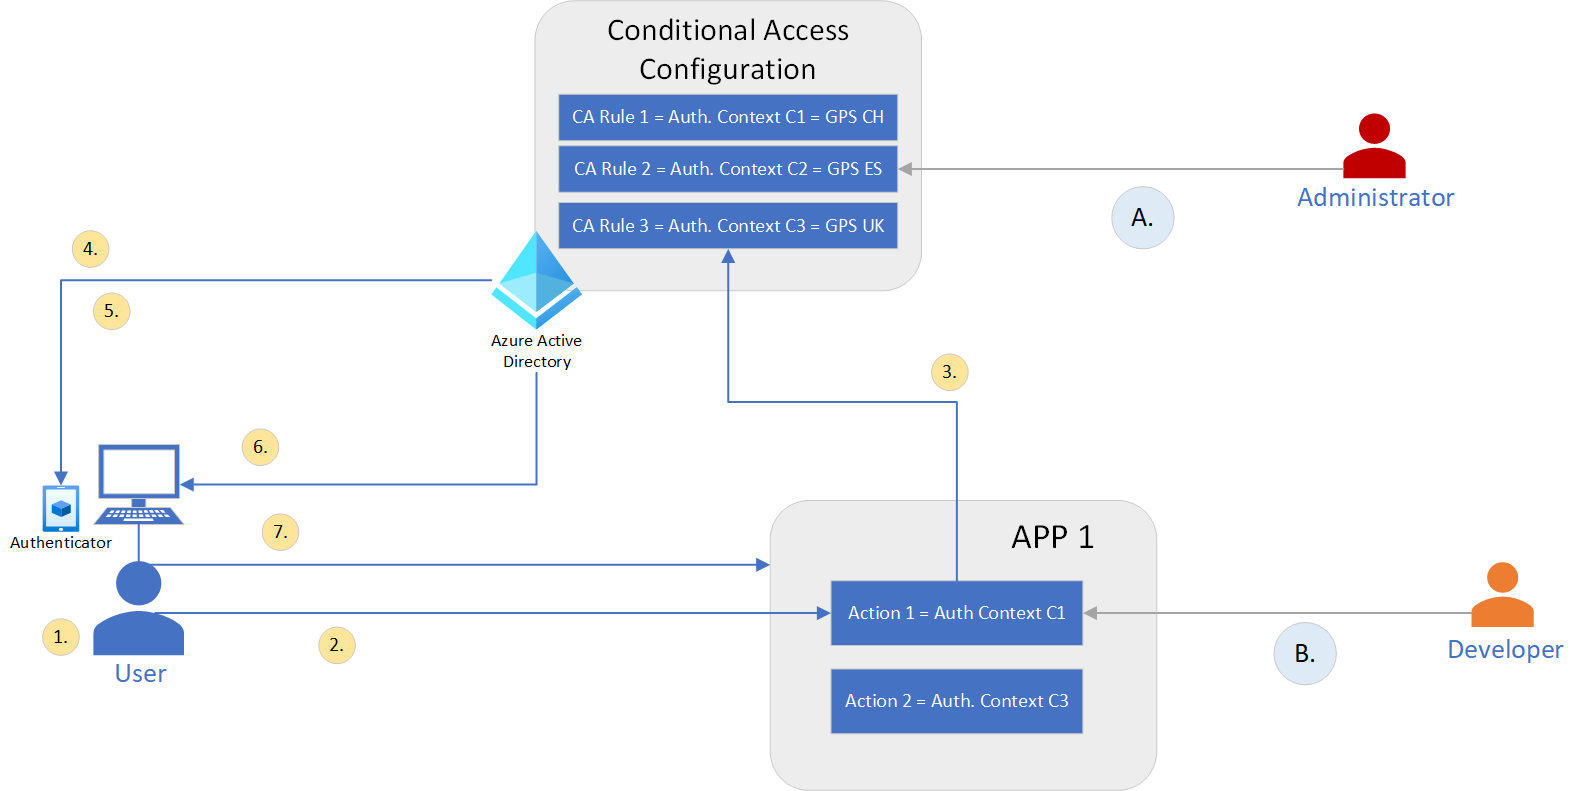 Conditional Access
Configuration
CA Rule 1 = Auth. Context C1 = GPS CH
CA Rule 2 = Auth. Context C2 = GPS ES
CA Rule 3 = Auth. Context C3 = GPS UK
Administrator
A.
4.
5.
Azure Active
Directory
3.
6.
Authenticator
7.
APP 1
Action 1 = Auth Context C1
Action 2 = Auth. Context C3
1.
User
2.
B.
Developer